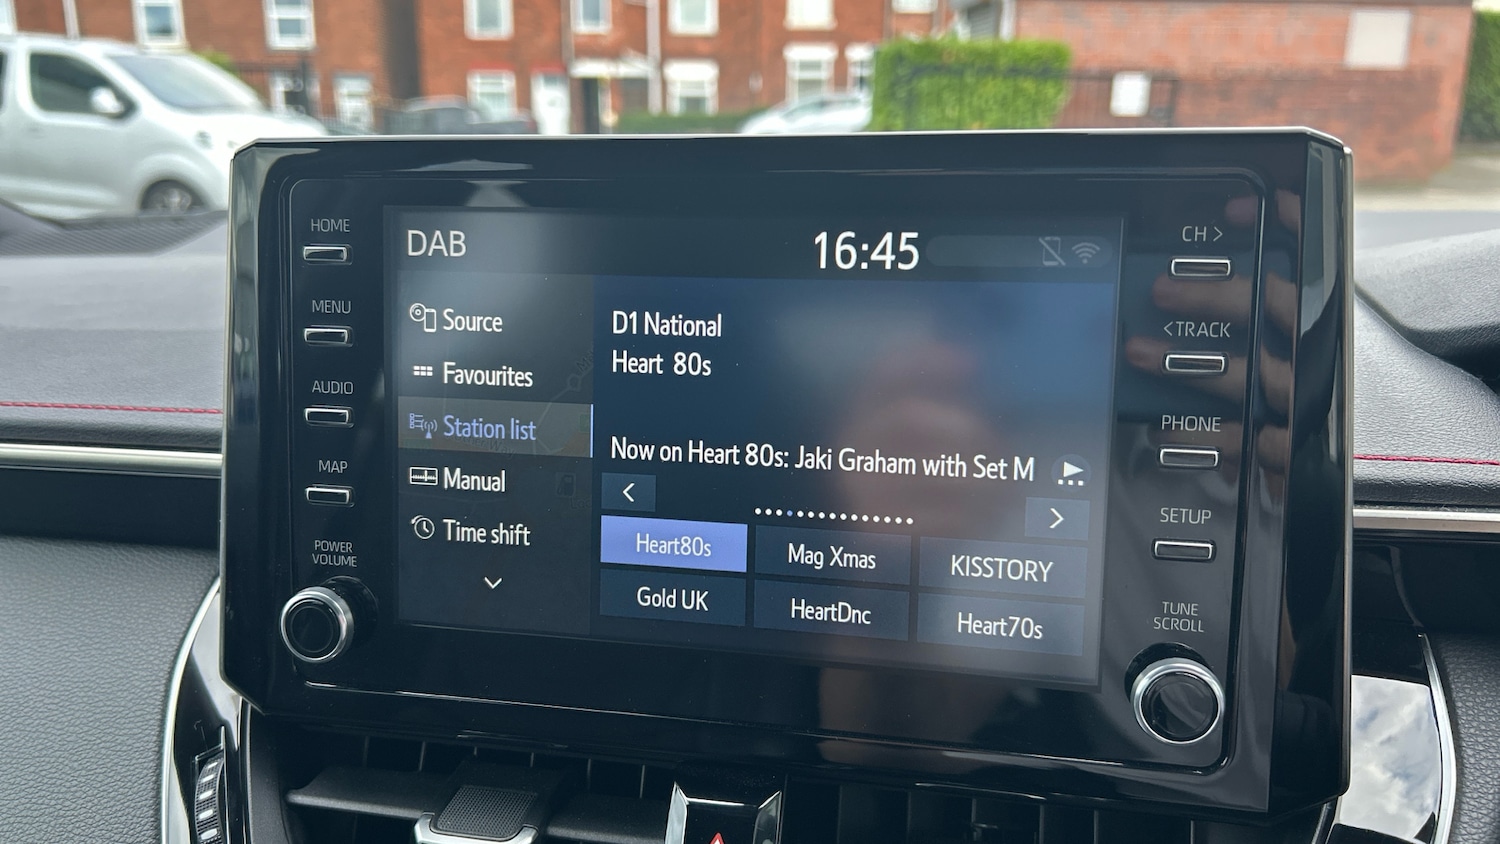 HOME
MENU
AUDIO
MAP
POWER
VOLUME
DAB
16:45
Source
Favourites
Station list
Manual
Time shift
D1 National
Heart 80s
Now on Heart 80s: Jaki Graham with Set M
Heart80s
Mag Xmas
KISSTORY
Gold UK
HeartDnc
Heart70s
CH >
< TRACK
PHONE
SETUP
TUNE
SCROLL